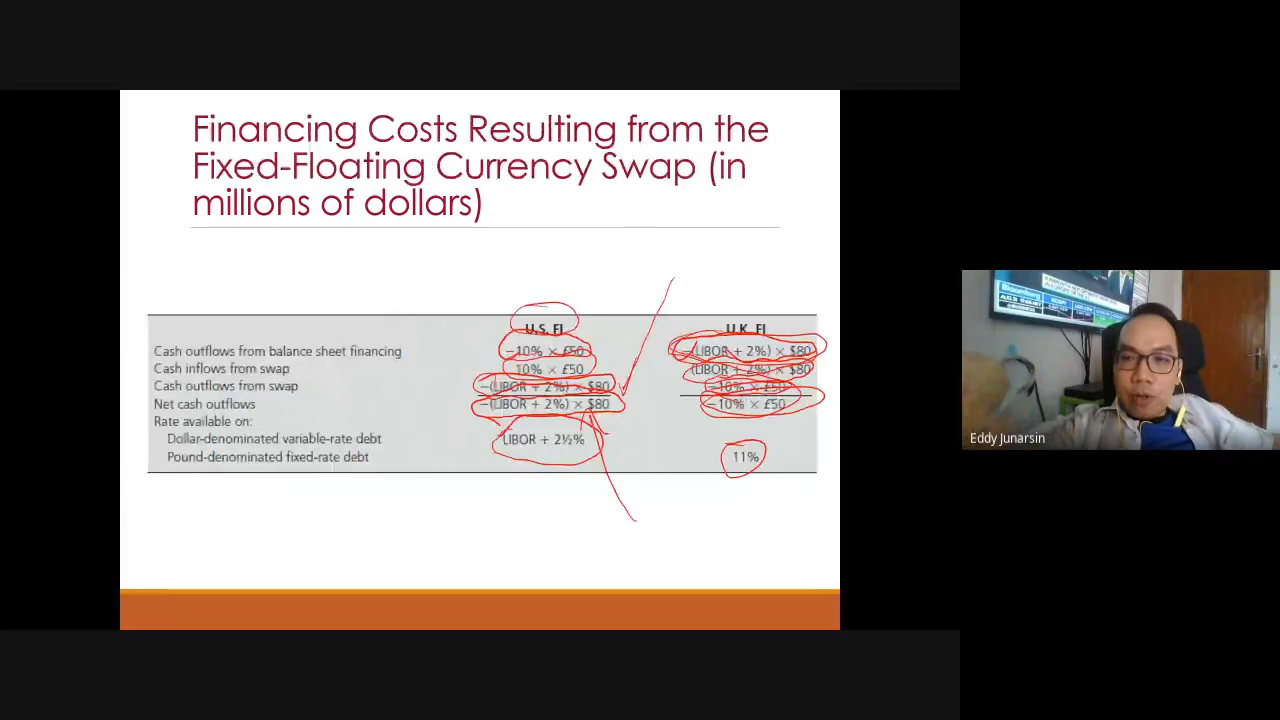 Financing Costs Resulting from the
Fixed-Floating Currency Swap (in
millions of dollars)
U.S. FI U.K. FI
Cash outflows from balance sheet financing −10% × £50 −(LIBOR + 2%) × $80
Cash inflows from swap 10% × £50 (LIBOR + 2%) × $80
Cash outflows from swap −(LIBOR + 2%) × $80 −10% × £50
Net cash outflows −(LIBOR + 2%) × $80 −10% × £50
Rate available on:
Dollar-denominated variable-rate debt LIBOR + 2½%
Pound-denominated fixed-rate debt 11%
Bloomberg
Eddy Junarsin